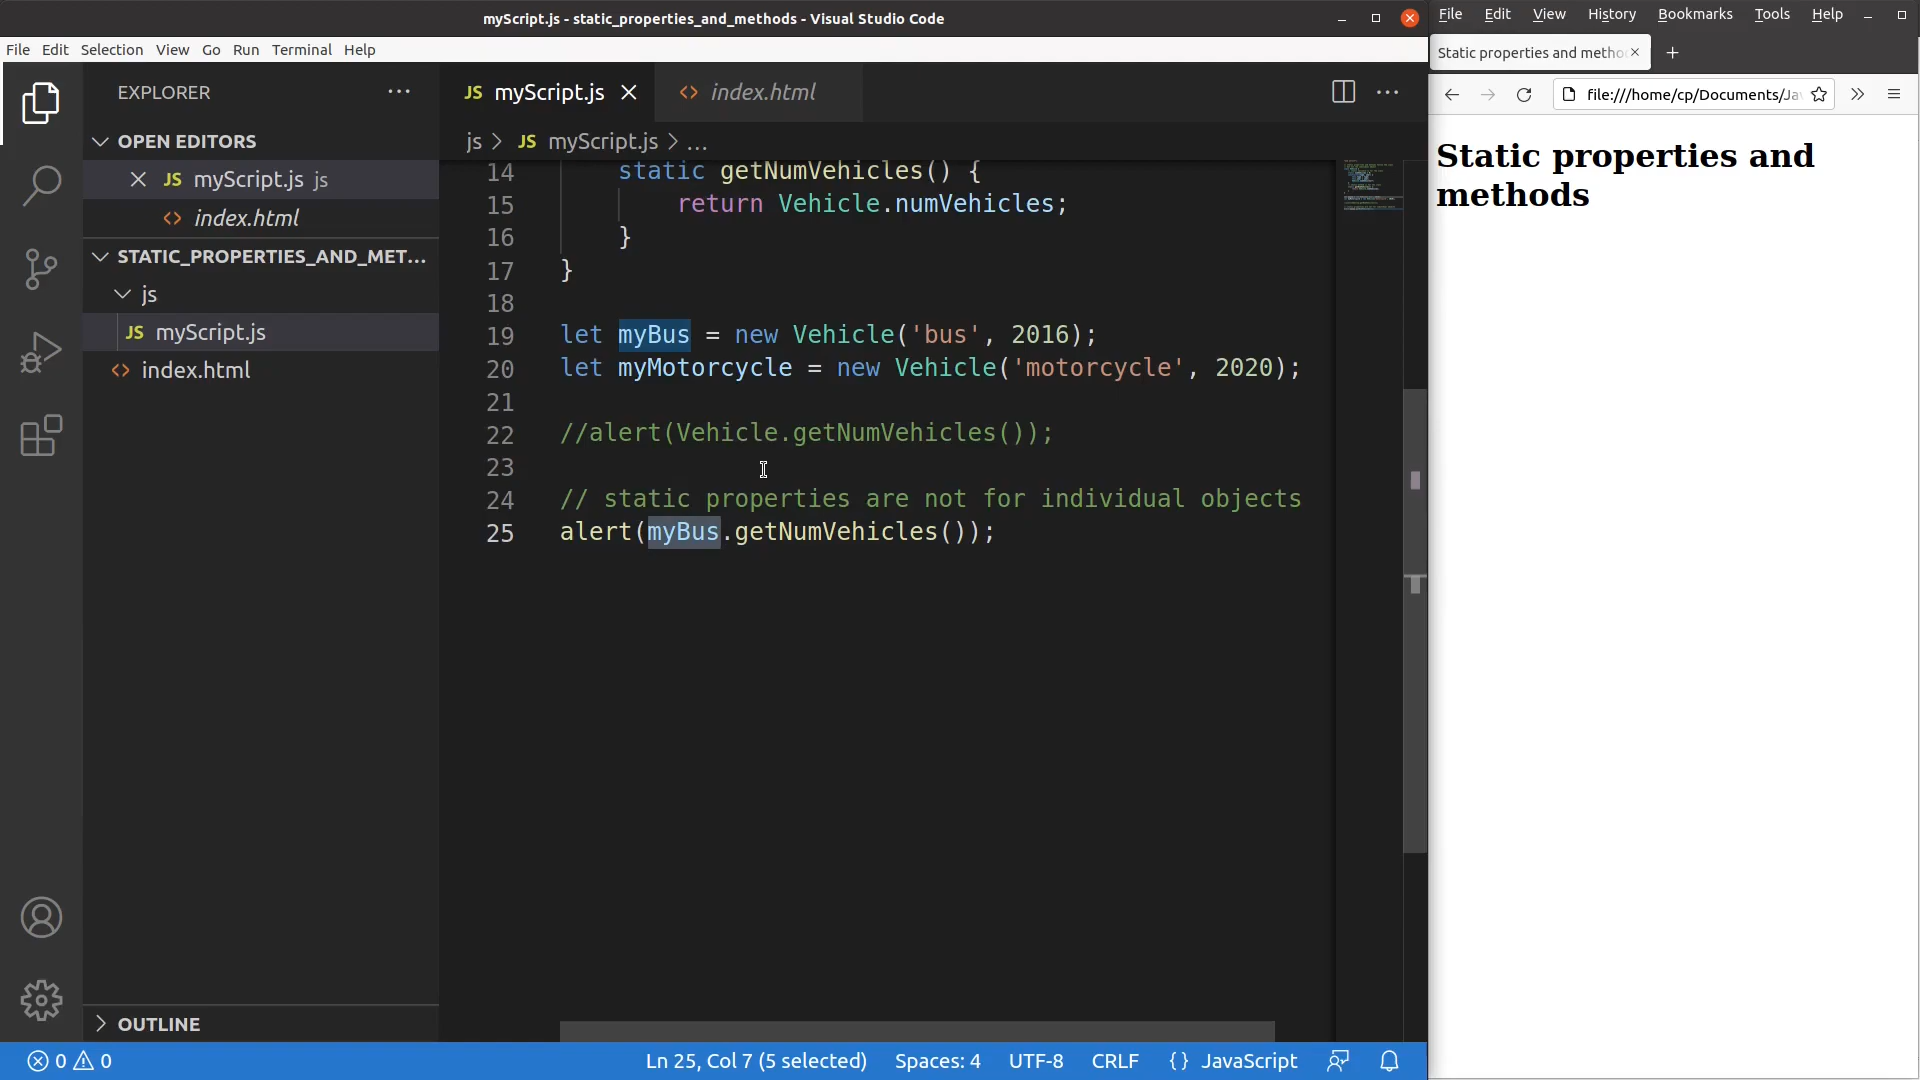 myScript.js - static_properties_and_methods - Visual Studio Code
File Edit Selection View Go Run Terminal Help
EXPLORER
OPEN EDITORS
JS myScript.js js
<> index.html
STATIC_PROPERTIES_AND_MET...
js
JS myScript.js
<> index.html
OUTLINE
JS myScript.js
<> index.html
js > JS myScript.js > ...
14 static getNumVehicles() {
15 return Vehicle.numVehicles;
16 }
17 }
18
19 let myBus = new Vehicle('bus', 2016);
20 let myMotorcycle = new Vehicle('motorcycle', 2020);
21
22 //alert(Vehicle.getNumVehicles());
23
24 // static properties are not for individual objects
25 alert(myBus.getNumVehicles());
0 0
Ln 25, Col 7 (5 selected) Spaces: 4 UTF-8 CRLF {} JavaScript
File Edit View History Bookmarks Tools Help
Static properties and metho
file:///home/cp/Documents/Ja
Static properties and
methods